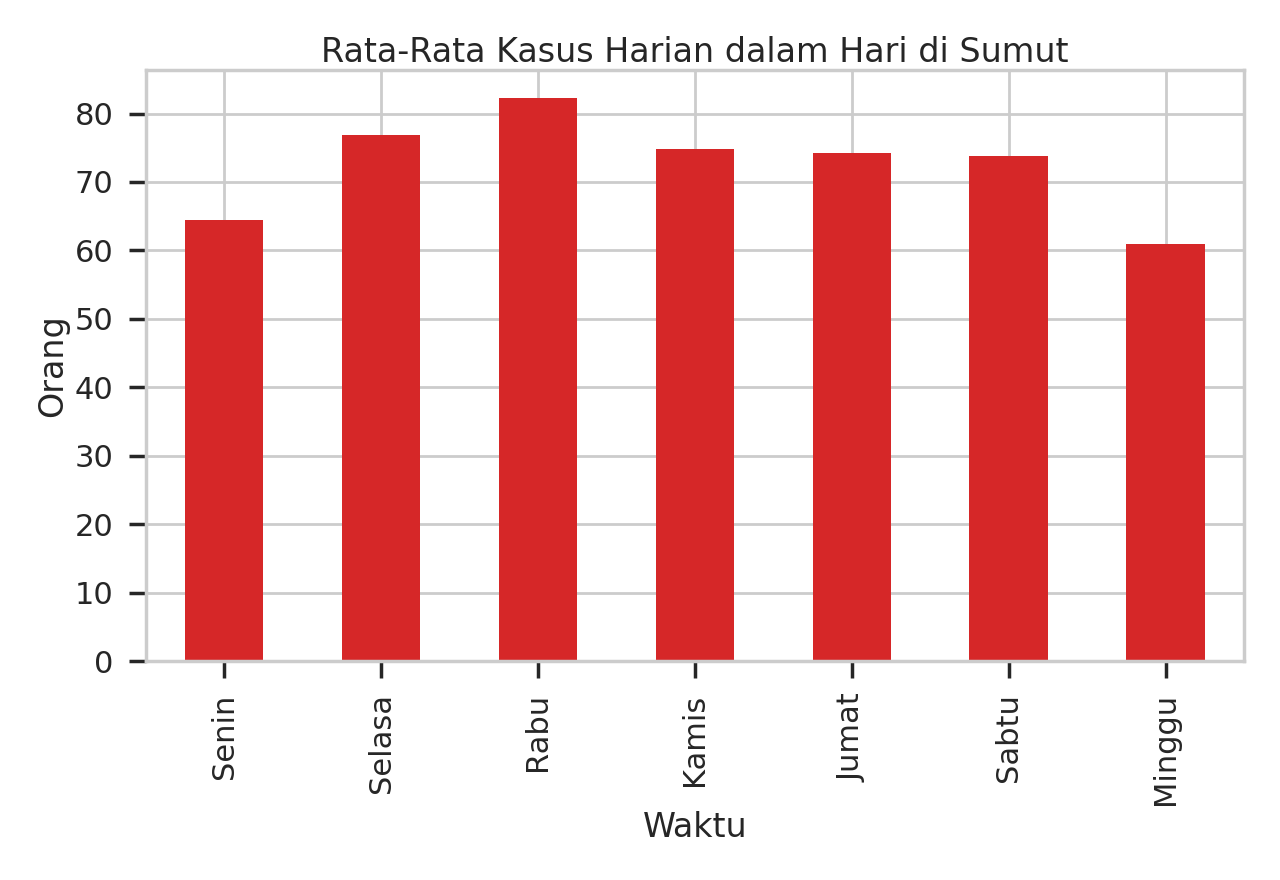 Rata-Rata Kasus Harian dalam Hari di Sumut
80
70
60
50
40
30
20
10
0
Orang
Senin
Selasa
Rabu
Kamis
Jumat
Sabtu
Minggu
Waktu